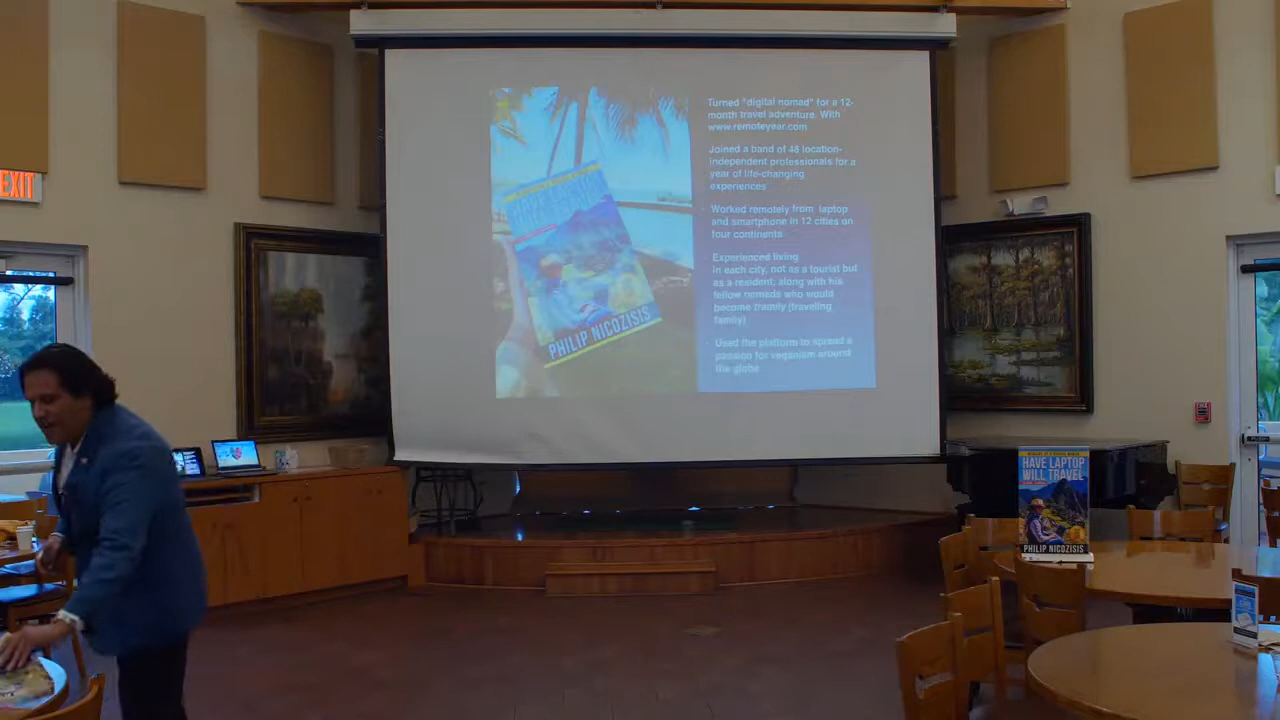 EXIT
HAVE LAPTOP
PHILIP NICOZISIS
Turned "digital nomad" for a 12-
month travel adventure. With
www.remoteyear.com
Joined a band of 48 location-
independent professionals for a
year of life-changing
experiences
Worked remotely from laptop
and smartphone in 12 cities on
four continents
Experienced living
in each city, not as a tourist but
as a resident, along with his
fellow nomads who would
become tramily (traveling
family)
Used the platform to spread a
passion for veganism around
the globe
HAVE LAPTOP
WILL TRAVEL
PHILIP NICOZISIS